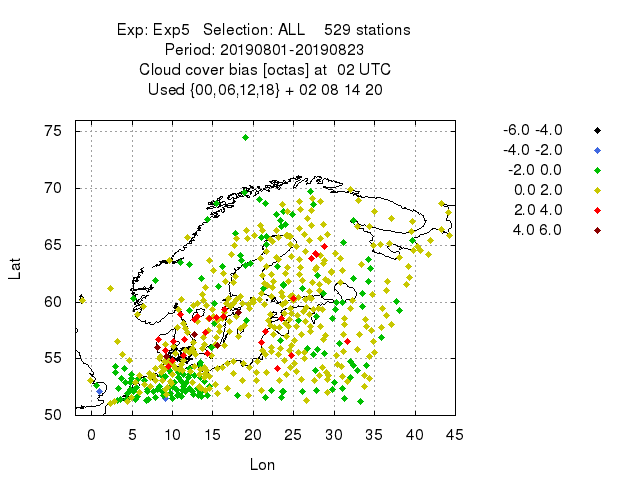 Exp: Exp5 Selection: ALL 529 stations
Period: 20190801-20190823
Cloud cover bias [octas] at 02 UTC
Used {00,06,12,18} + 02 08 14 20
-6.0 -4.0
-4.0 -2.0
-2.0 0.0
0.0 2.0
2.0 4.0
4.0 6.0
75
70
65
60
55
50
Lat
0 5 10 15 20 25 30 35 40 45
Lon